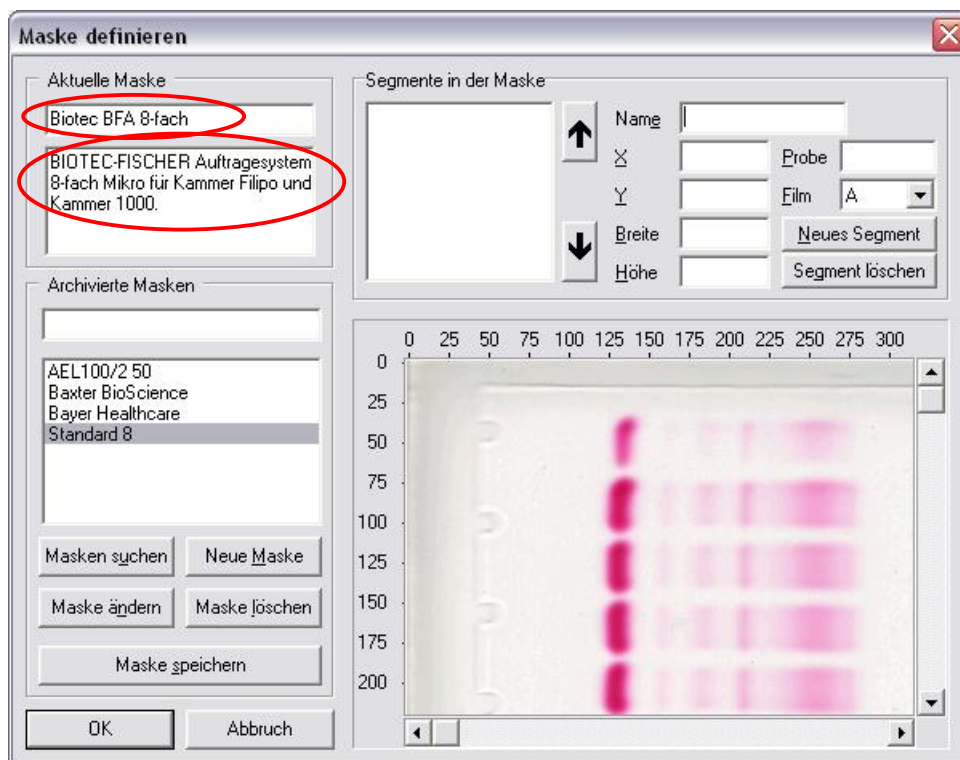 Maske definieren
Aktuelle Maske
Biotec BFA 8-fach
BIOTEC-FISCHER Auftragesystem
8-fach Mikro für Kammer Filipo und
Kammer 1000.
Archivierte Masken
AEL100/2 50
Baxter BioScience
Bayer Healthcare
Standard 8
Masken suchen
Neue Maske
Maske ändern
Maske löschen
Maske speichern
OK
Abbruch
Segmente in der Maske
Name
X
Probe
Y
Film
A
Breite
Neues Segment
Höhe
Segment löschen
0 25 50 75 100 125 150 175 200 225 250 275 300
0
25
50
75
100
125
150
175
200